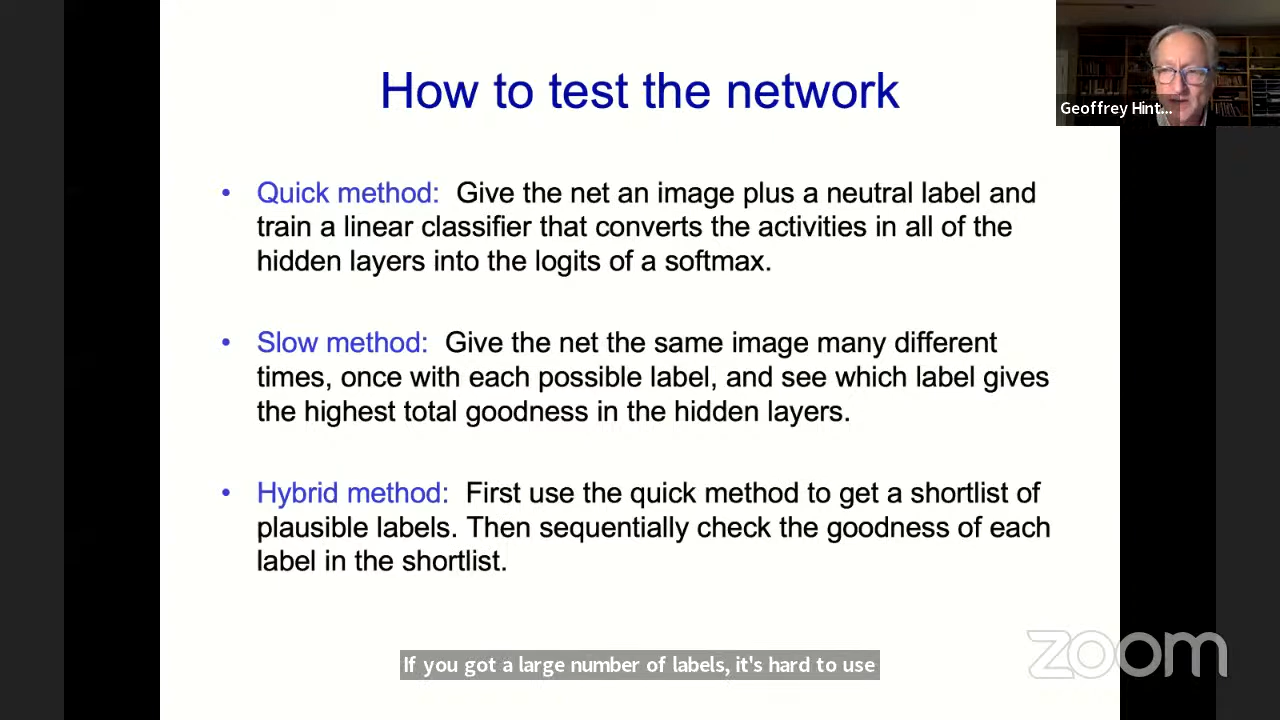 How to test the network
Geoffrey Hint...
• Quick method: Give the net an image plus a neutral label and
train a linear classifier that converts the activities in all of the
hidden layers into the logits of a softmax.
• Slow method: Give the net the same image many different
times, once with each possible label, and see which label gives
the highest total goodness in the hidden layers.
• Hybrid method: First use the quick method to get a shortlist of
plausible labels. Then sequentially check the goodness of each
label in the shortlist.
If you got a large number of labels, it's hard to use
zoom